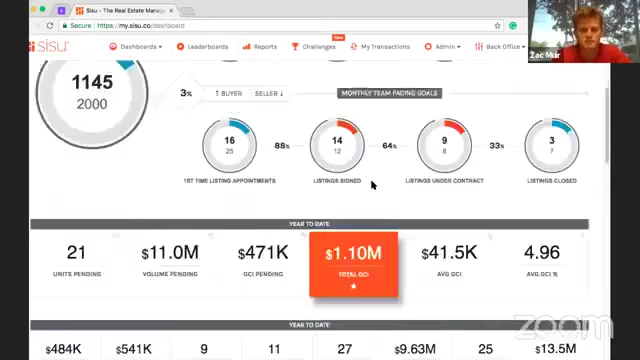 Sisu - The Real Estate Manage
Secure https://my.sisu.co/dashboard
sisu Dashboards Leaderboards Reports Challenges New My Transactions Admin Back Office
Zac Muir
1145
2000
3% ↑ BUYER SELLER ↓ MONTHLY TEAM PACING GOALS
16 88% 14 64% 9 33% 3
25 12 8 7
1ST TIME LISTING APPOINTMENTS LISTINGS SIGNED LISTINGS UNDER CONTRACT LISTINGS CLOSED
YEAR TO DATE
21 $11.0M $471K $1.10M $41.5K 4.96
UNITS PENDING VOLUME PENDING GCI PENDING TOTAL GCI AVG GCI AVG GCI %
YEAR TO DATE
$484K $541K 9 11 27 $9.63M 25 $13.5M
zoom